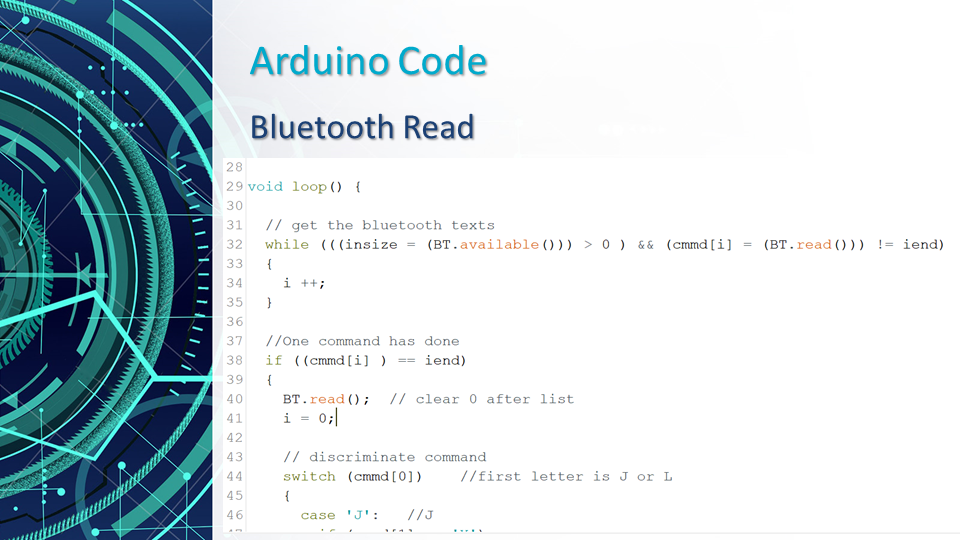 Arduino Code
Bluetooth Read
28
29 void loop() {
30
31   // get the bluetooth texts
32   while (((insize = (BT.available())) > 0 ) && (cmmd[i] = (BT.read())) != iend)
33   {
34     i ++;
35   }
36
37   //One command has done
38   if ((cmmd[i] ) == iend)
39   {
40     BT.read();  // clear 0 after list
41     i = 0;
42
43     // discriminate command
44     switch (cmmd[0])    //first letter is J or L
45     {
46       case 'J':   //J